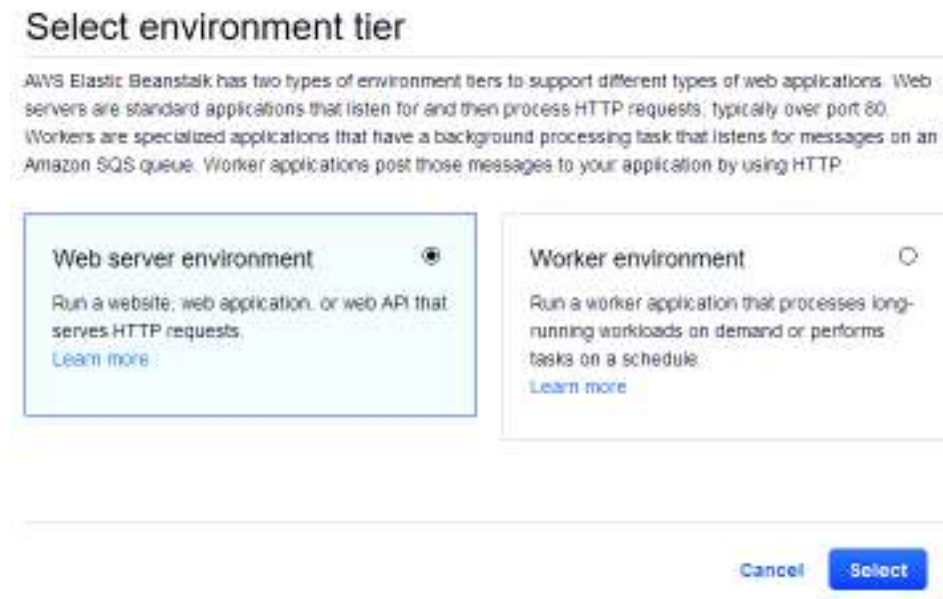 Select environment tier
AWS Elastic Beanstalk has two types of environment tiers to support different types of web applications. Web
servers are standard applications that listen for and then process HTTP requests, typically over port 80.
Workers are specialized applications that have a background processing task that listens for messages on an
Amazon SQS queue. Worker applications post those messages to your application by using HTTP.
Web server environment
Run a website, web application, or web API that
serves HTTP requests.
Learn more
Worker environment
Run a worker application that processes long-
running workloads on demand or performs
tasks on a schedule.
Learn more
Cancel
Select